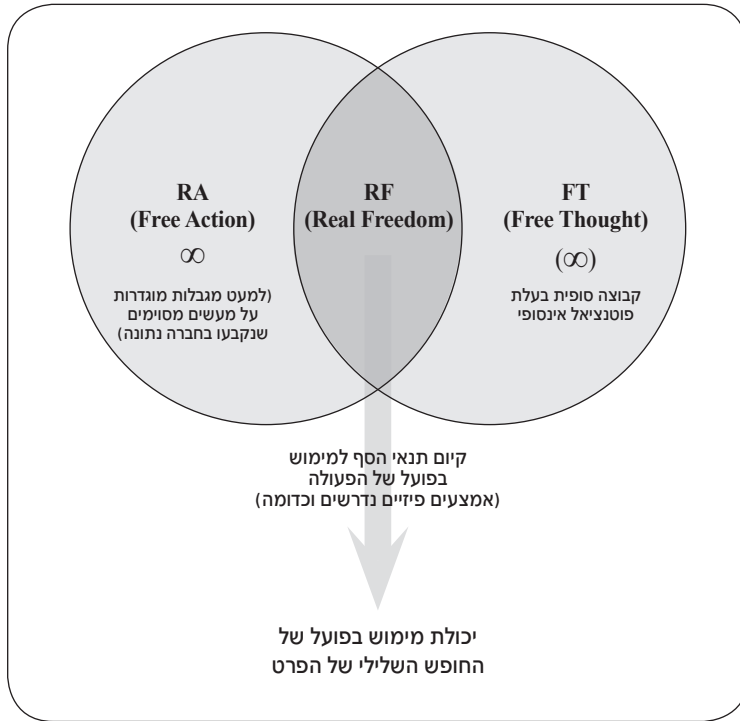 RA
(Free Action)
∞
(למעט מגבלות מוגדרות
על מעשים מסוימים
שנקבעו בחברה נתונה)
RF
(Real Freedom)
FT
(Free Thought)
(∞)
קבוצה סופית בעלת
פוטנציאל אינסופי
קיום תנאי הסף למימוש
בפועל של הפעולה
(אמצעים פיזיים נדרשים וכדומה)
יכולת מימוש בפועל של
החופש השלילי של הפרט